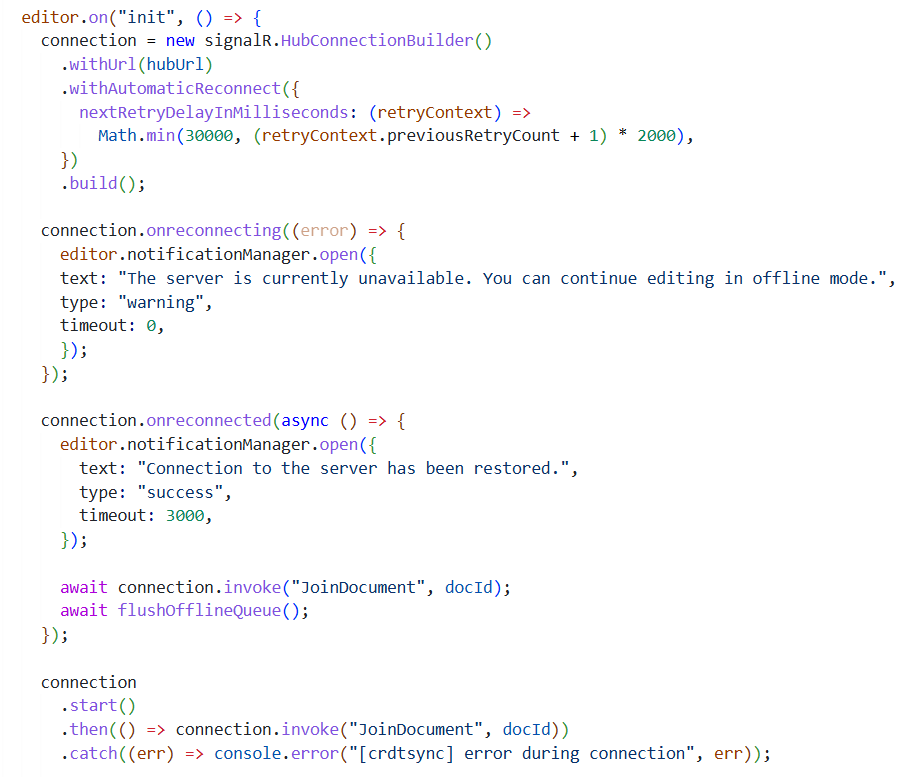 editor.on("init", () => {
  connection = new signalR.HubConnectionBuilder()
    .withUrl(hubUrl)
    .withAutomaticReconnect({
      nextRetryDelayInMilliseconds: (retryContext) =>
        Math.min(30000, (retryContext.previousRetryCount + 1) * 2000),
    })
    .build();

  connection.onreconnecting((error) => {
    editor.notificationManager.open({
    text: "The server is currently unavailable. You can continue editing in offline mode.",
    type: "warning",
    timeout: 0,
    });
  });

  connection.onreconnected(async () => {
    editor.notificationManager.open({
      text: "Connection to the server has been restored.",
      type: "success",
      timeout: 3000,
    });

    await connection.invoke("JoinDocument", docId);
    await flushOfflineQueue();
  });

  connection
    .start()
    .then(() => connection.invoke("JoinDocument", docId))
    .catch((err) => console.error("[crdtsync] error during connection", err));